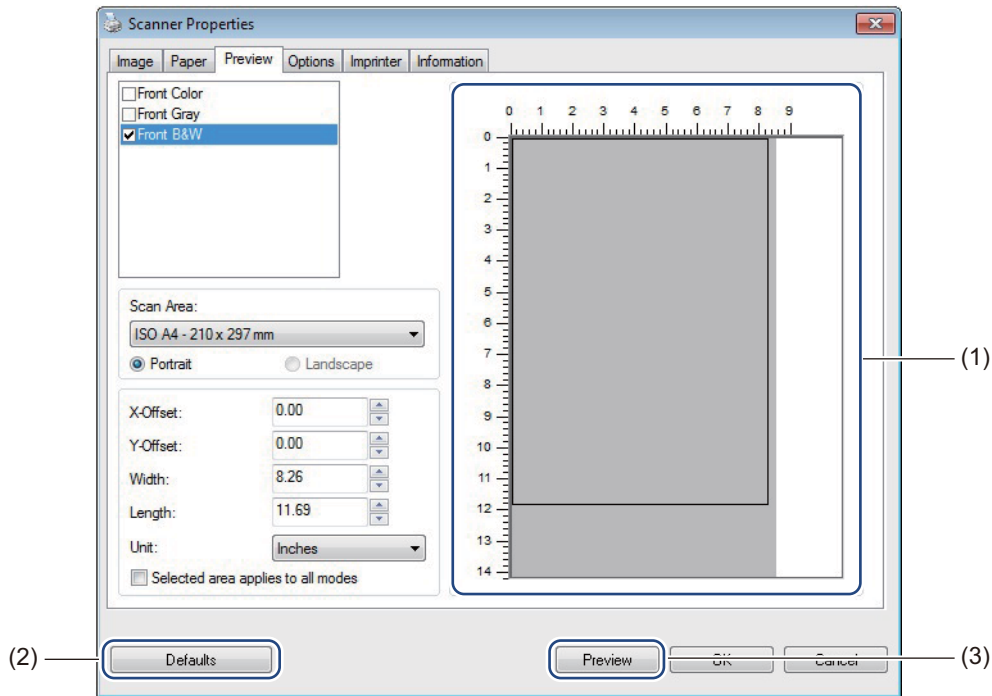 Scanner Properties
Image Paper Preview Options Imprinter Information
Front Color
Front Gray
Front B&W
0 1 2 3 4 5 6 7 8 9
0
1
2
3
4
5
6
7
8
9
10
11
12
13
14
Scan Area:
ISO A4 - 210 x 297 mm
Portrait Landscape
X-Offset: 0.00
Y-Offset: 0.00
Width: 8.26
Length: 11.69
Unit: Inches
Selected area applies to all modes
(1)
(2) Defaults Preview OK Cancel (3)